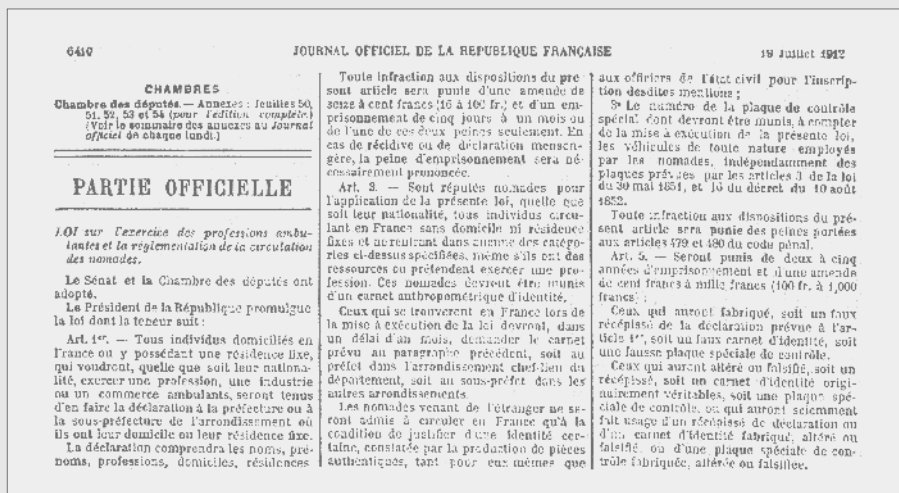 6410
JOURNAL OFFICIEL DE LA REPUBLIQUE FRANÇAISE
19 Juillet 1912
CHAMBRES
Chambre des députés. — Annexes : feuilles 50,
51, 52, 53 et 54 (pour l'édition complète.)
(Voir le sommaire des annexes au Journal
officiel de chaque lundi.)
PARTIE OFFICIELLE
LOI sur l'exercice des professions ambu-
lantes et la réglementation de la circulation
des nomades.
Le Sénat et la Chambre des députés ont
adopté,
Le Président de la République promulgue
la loi dont la teneur suit :
Art. 1er. — Tous individus domiciliés en
France ou y possédant une résidence fixe,
qui voudront, quelle que soit leur nationa-
lité, exercer une profession, une industrie
ou un commerce ambulants, seront tenus
d'en faire la déclaration à la préfecture ou à
la sous-préfecture de l'arrondissement où
ils ont leur domicile ou leur résidence fixe.
La déclaration comprendra les noms, pré-
noms, professions, domiciles, résidences
Toute infraction aux dispositions du pré
sent article sera punie d'une amende de
seize à cent francs (16 à 100 fr.) et d'un em-
prisonnement de cinq jours à un mois ou
de l'une de ces deux peines seulement. En
cas de récidive ou de déclaration menson-
gère, la peine d'emprisonnement sera né-
cessairement prononcée.
Art. 3. — Sont réputés nomades pour
l'application de la présente loi, quelle que
soit leur nationalité, tous individus circu-
lant en France sans domicile ni résidence
fixes et ne rentrant dans aucune des catégo-
ries ci-dessus spécifiées, même s'ils ont des
ressources ou prétendent exercer une pro-
fession. Ces nomades devront être munis
d'un carnet anthropométrique d'identité.
Ceux qui se trouveront en France lors de
la mise à exécution de la loi devront, dans
un délai d'un mois, demander le carnet
prévu au paragraphe précédent, soit au
préfet dans l'arrondissement chef-lieu du
département, soit au sous-préfet dans les
autres arrondissements.
Les nomades venant de l'étranger ne se-
ront admis à circuler en France qu'à la
condition de justifier d'une identité cer-
taine, constatée par la production de pièces
authentiques, tant pour eux-mêmes que
aux officiers de l'état civil pour l'inscrip-
tion desdites mentions ;
3° Le numéro de la plaque de contrôle
spécial dont devront être munis, à compter
de la mise à exécution de la présente loi,
les véhicules de toute nature employés
par les nomades, indépendamment des
plaques prévues par les articles 3 de la loi
du 30 mai 1851, et 16 du décret du 10 août
1852.
Toute infraction aux dispositions du pré-
sent article sera punie des peines portées
aux articles 479 et 480 du code pénal.
Art. 5. — Seront punis de deux à cinq
années d'emprisonnement et d'une amende
de cent francs à mille francs (100 fr. à 1,000
francs) :
Ceux qui auront fabriqué, soit un faux
récépissé de la déclaration prévue à l'ar-
ticle 1er, soit un faux carnet d'identité, soit
une fausse plaque spéciale de contrôle.
Ceux qui auront altéré ou falsifié, soit un
récépissé, soit un carnet d'identité origi-
nairement véritables, soit une plaque spé-
ciale de contrôle, ou qui auront sciemment
fait usage d'un récépissé de déclaration ou
d'un carnet d'identité fabriqué, altéré ou
falsifié, ou d'une plaque spéciale de con-
trôle fabriquée, altérée ou falsifiée.